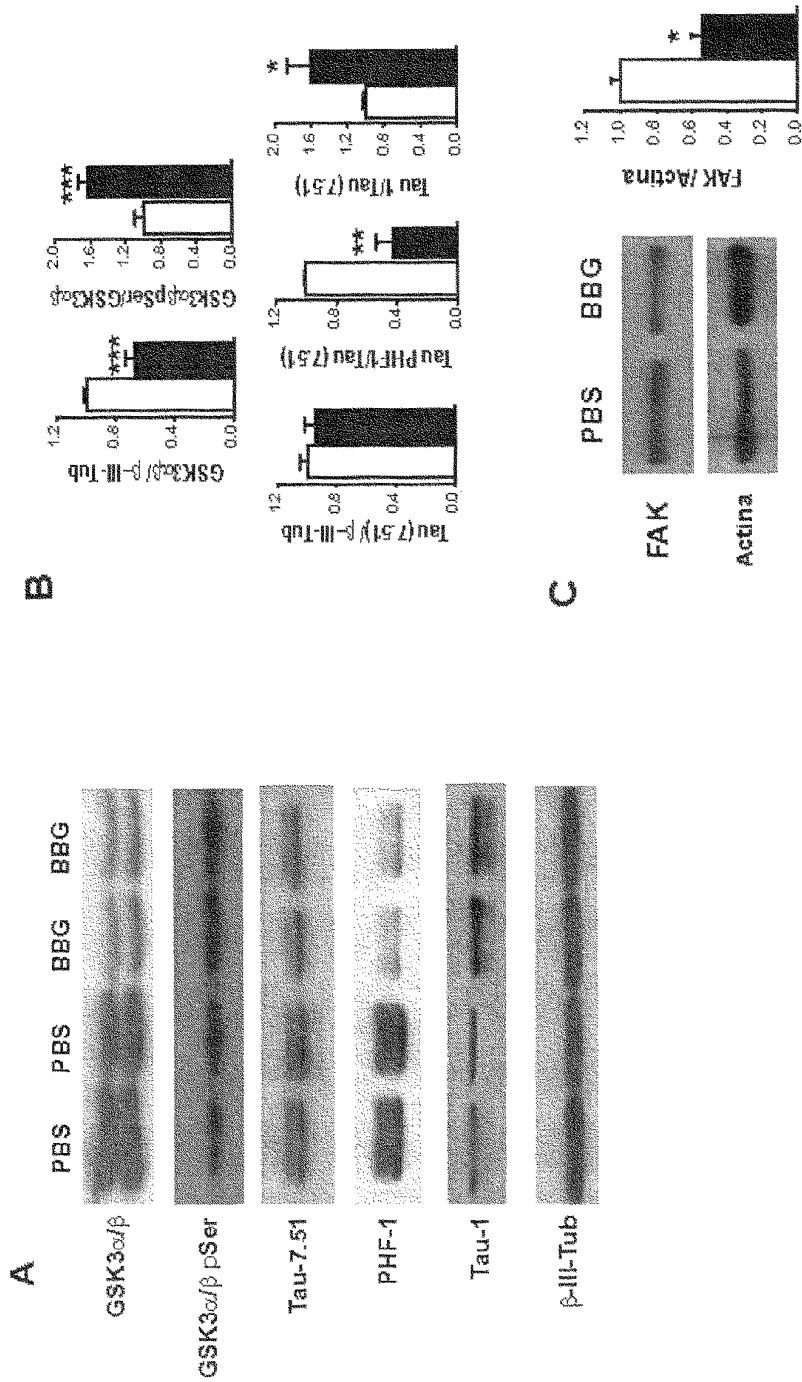 A
PBS PBS BBG BBG
GSK3α/β
GSK3α/β pSer
Tau-7.51
PHF-1
Tau-1
β-III-Tub
B
GSK3αβ/ β-III-Tub
1.2
0.8
0.4
0.0
***
GSK3αβpSer/GSK3αβ
2.0
1.6
1.2
0.8
0.4
0.0
***
Tau (7.51)/ β-III-Tub
1.2
0.8
0.4
0.0
Tau PHF1/Tau (7.51)
1.2
0.8
0.4
0.0
**
Tau 1/Tau (7.51)
2.0
1.6
1.2
0.8
0.4
0.0
*
C
PBS BBG
FAK
Actina
FAK/Actina
1.2
1.0
0.8
0.6
0.4
0.2
0.0
*